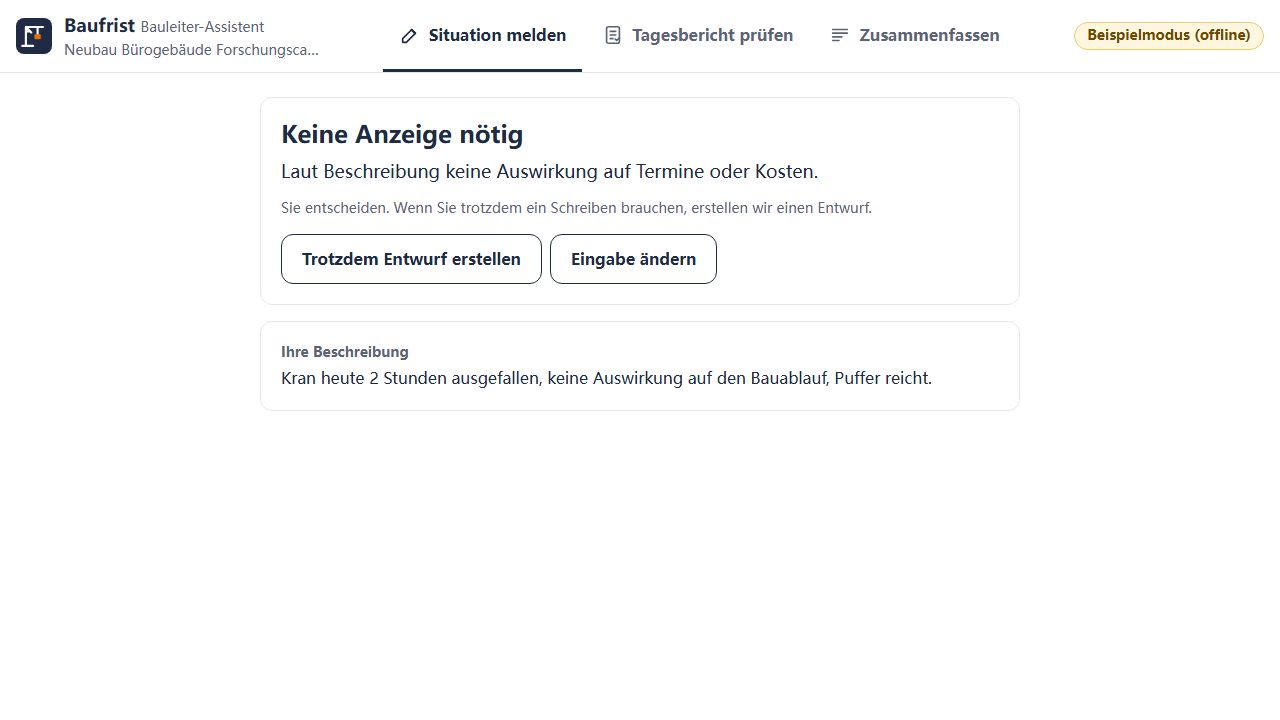 Baufrist Bauleiter-Assistent
Neubau Bürogebäude Forschungsca...
Situation melden
Tagesbericht prüfen
Zusammenfassen
Beispielmodus (offline)
Keine Anzeige nötig
Laut Beschreibung keine Auswirkung auf Termine oder Kosten.
Sie entscheiden. Wenn Sie trotzdem ein Schreiben brauchen, erstellen wir einen Entwurf.
Trotzdem Entwurf erstellen
Eingabe ändern
Ihre Beschreibung
Kran heute 2 Stunden ausgefallen, keine Auswirkung auf den Bauablauf, Puffer reicht.